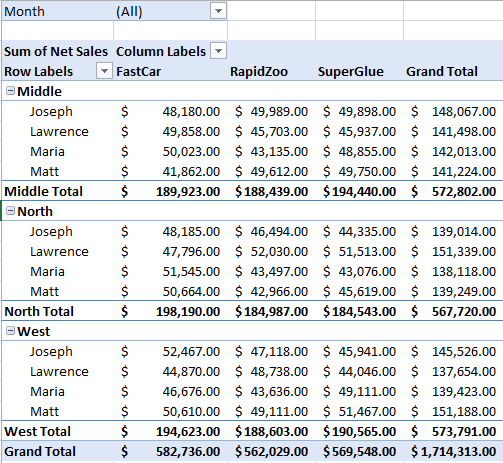 Month (All)
Sum of Net Sales Column Labels
Row Labels FastCar RapidZoo SuperGlue Grand Total
Middle
Joseph $ 48,180.00 $ 49,989.00 $ 49,898.00 $ 148,067.00
Lawrence $ 49,858.00 $ 45,703.00 $ 45,937.00 $ 141,498.00
Maria $ 50,023.00 $ 43,135.00 $ 48,855.00 $ 142,013.00
Matt $ 41,862.00 $ 49,612.00 $ 49,750.00 $ 141,224.00
Middle Total $ 189,923.00 $ 188,439.00 $ 194,440.00 $ 572,802.00
North
Joseph $ 48,185.00 $ 46,494.00 $ 44,335.00 $ 139,014.00
Lawrence $ 47,796.00 $ 52,030.00 $ 51,513.00 $ 151,339.00
Maria $ 51,545.00 $ 43,497.00 $ 43,076.00 $ 138,118.00
Matt $ 50,664.00 $ 42,966.00 $ 45,619.00 $ 139,249.00
North Total $ 198,190.00 $ 184,987.00 $ 184,543.00 $ 567,720.00
West
Joseph $ 52,467.00 $ 47,118.00 $ 45,941.00 $ 145,526.00
Lawrence $ 44,870.00 $ 48,738.00 $ 44,046.00 $ 137,654.00
Maria $ 46,676.00 $ 43,636.00 $ 49,111.00 $ 139,423.00
Matt $ 50,610.00 $ 49,111.00 $ 51,467.00 $ 151,188.00
West Total $ 194,623.00 $ 188,603.00 $ 190,565.00 $ 573,791.00
Grand Total $ 582,736.00 $ 562,029.00 $ 569,548.00 $ 1,714,313.00